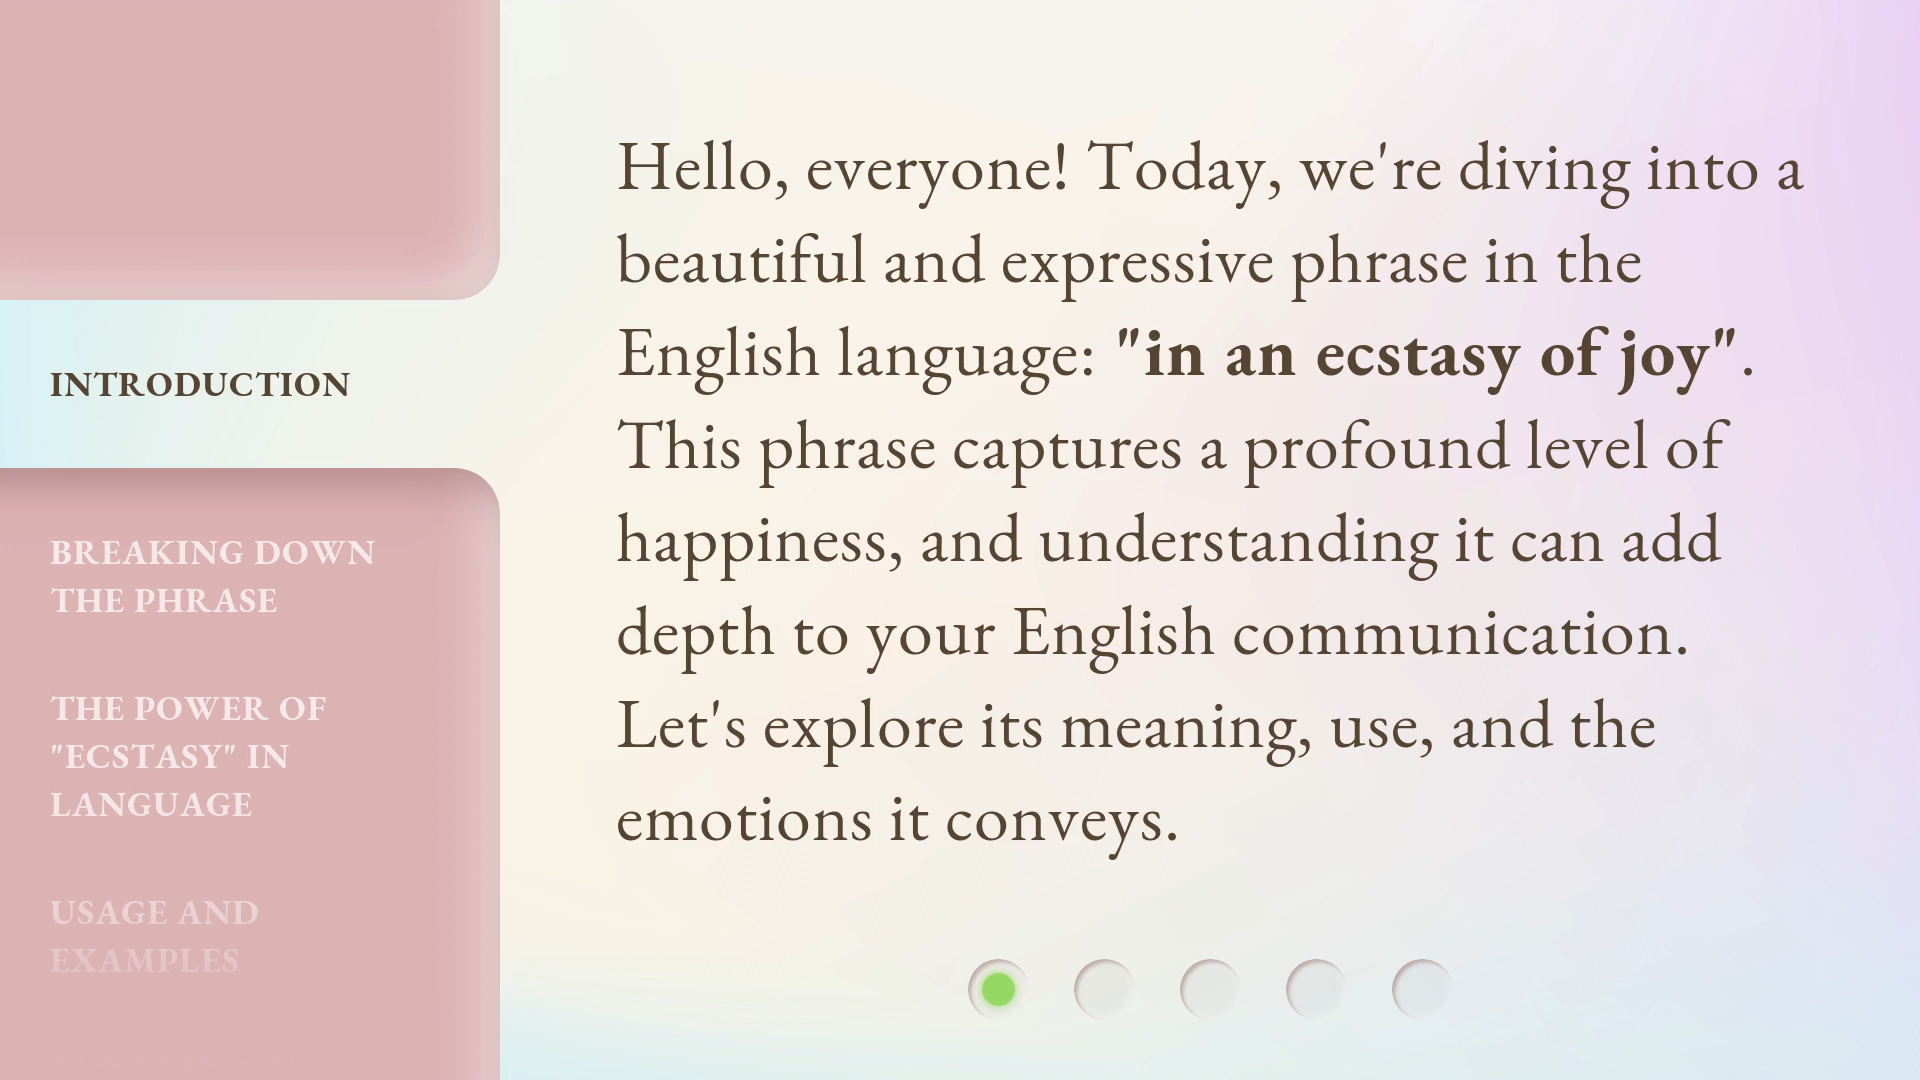 INTRODUCTION
BREAKING DOWN
THE PHRASE
THE POWER OF
"ECSTASY" IN
LANGUAGE
USAGE AND
EXAMPLES
Hello, everyone! Today, we're diving into a
beautiful and expressive phrase in the
English language: "in an ecstasy of joy".
This phrase captures a profound level of
happiness, and understanding it can add
depth to your English communication.
Let's explore its meaning, use, and the
emotions it conveys.